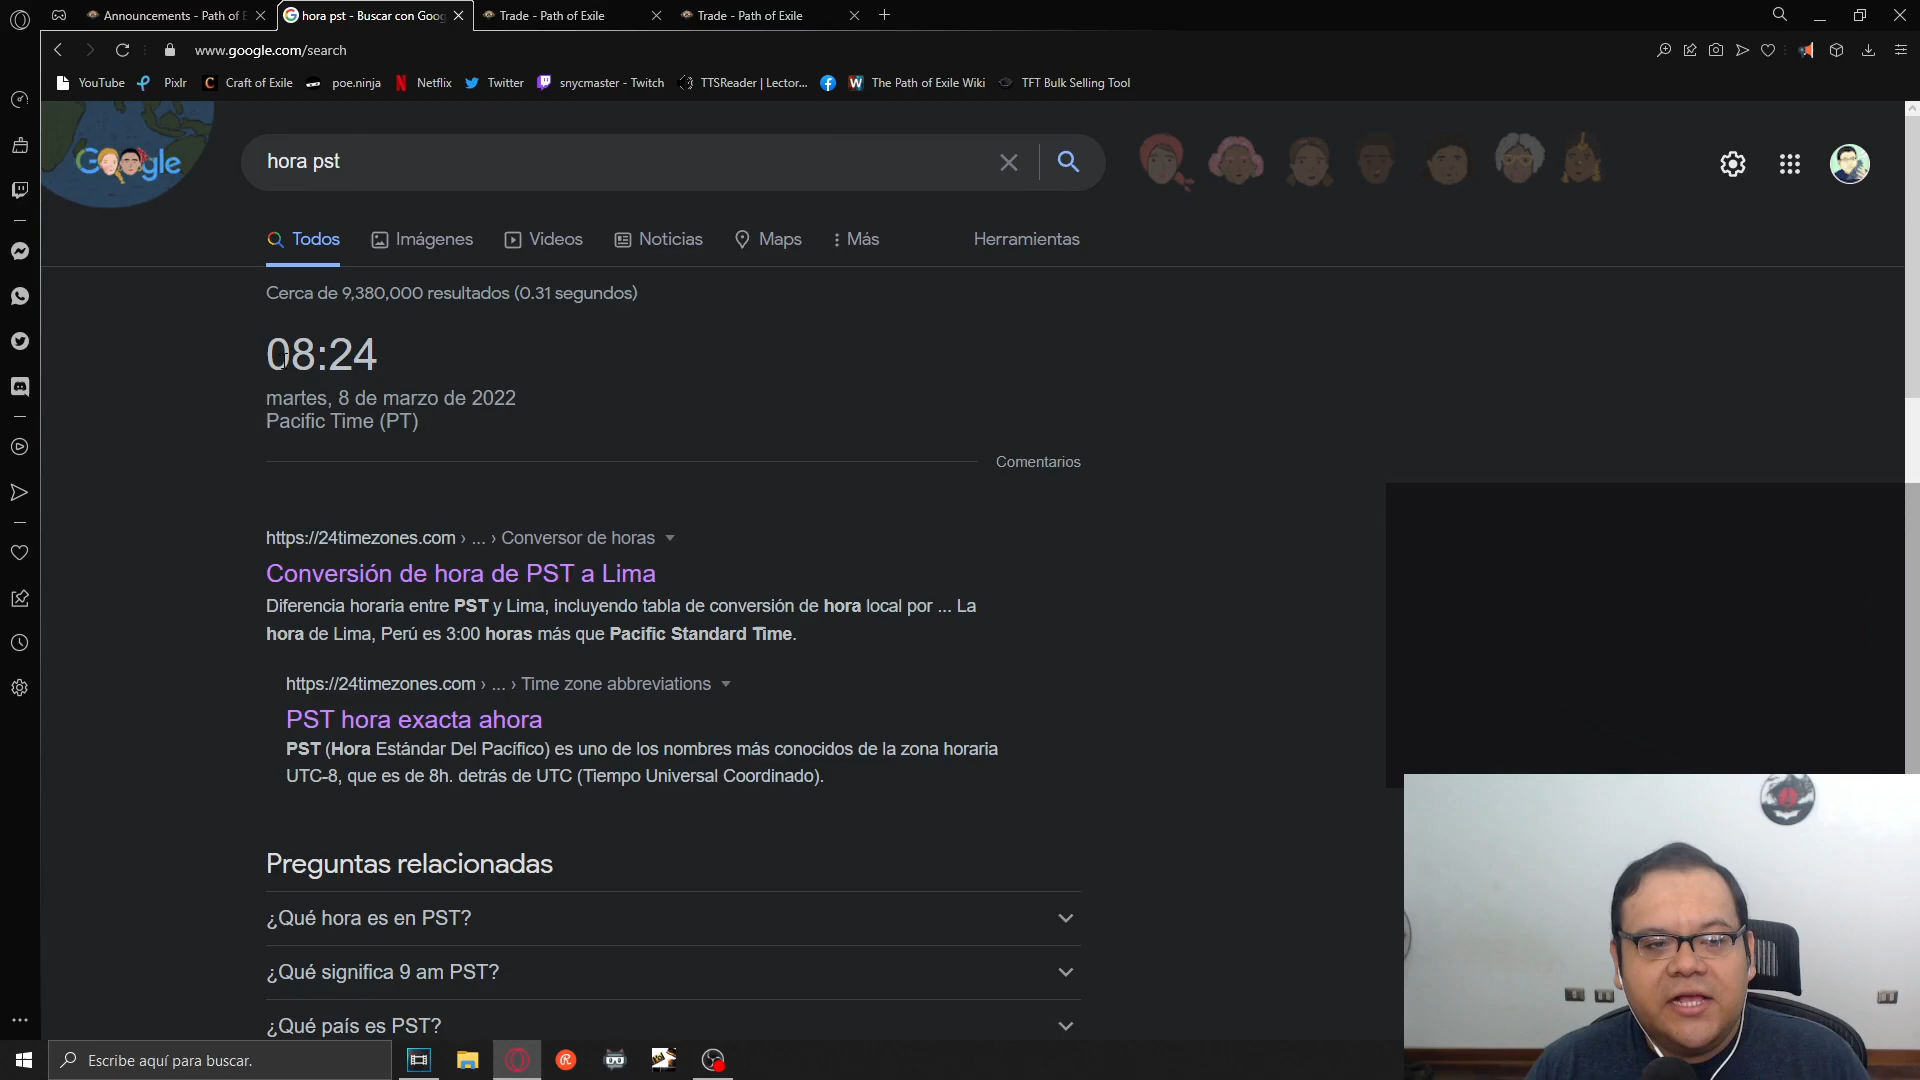 Announcements - Path of E
hora pst - Buscar con Goog
Trade - Path of Exile
Trade - Path of Exile
www.google.com/search
YouTube
Pixlr
Craft of Exile
poe.ninja
Netflix
Twitter
snycmaster - Twitch
TTSReader | Lector...
The Path of Exile Wiki
TFT Bulk Selling Tool
Google
hora pst
Todos
Imágenes
Videos
Noticias
Maps
Más
Herramientas
Cerca de 9,380,000 resultados (0.31 segundos)
08:24
martes, 8 de marzo de 2022
Pacific Time (PT)
Comentarios
https://24timezones.com › ... › Conversor de horas
Conversión de hora de PST a Lima
Diferencia horaria entre PST y Lima, incluyendo tabla de conversión de hora local por ... La
hora de Lima, Perú es 3:00 horas más que Pacific Standard Time.
https://24timezones.com › ... › Time zone abbreviations
PST hora exacta ahora
PST (Hora Estándar Del Pacífico) es uno de los nombres más conocidos de la zona horaria
UTC-8, que es de 8h. detrás de UTC (Tiempo Universal Coordinado).
Preguntas relacionadas
¿Qué hora es en PST?
¿Qué significa 9 am PST?
¿Qué país es PST?
Escribe aquí para buscar.